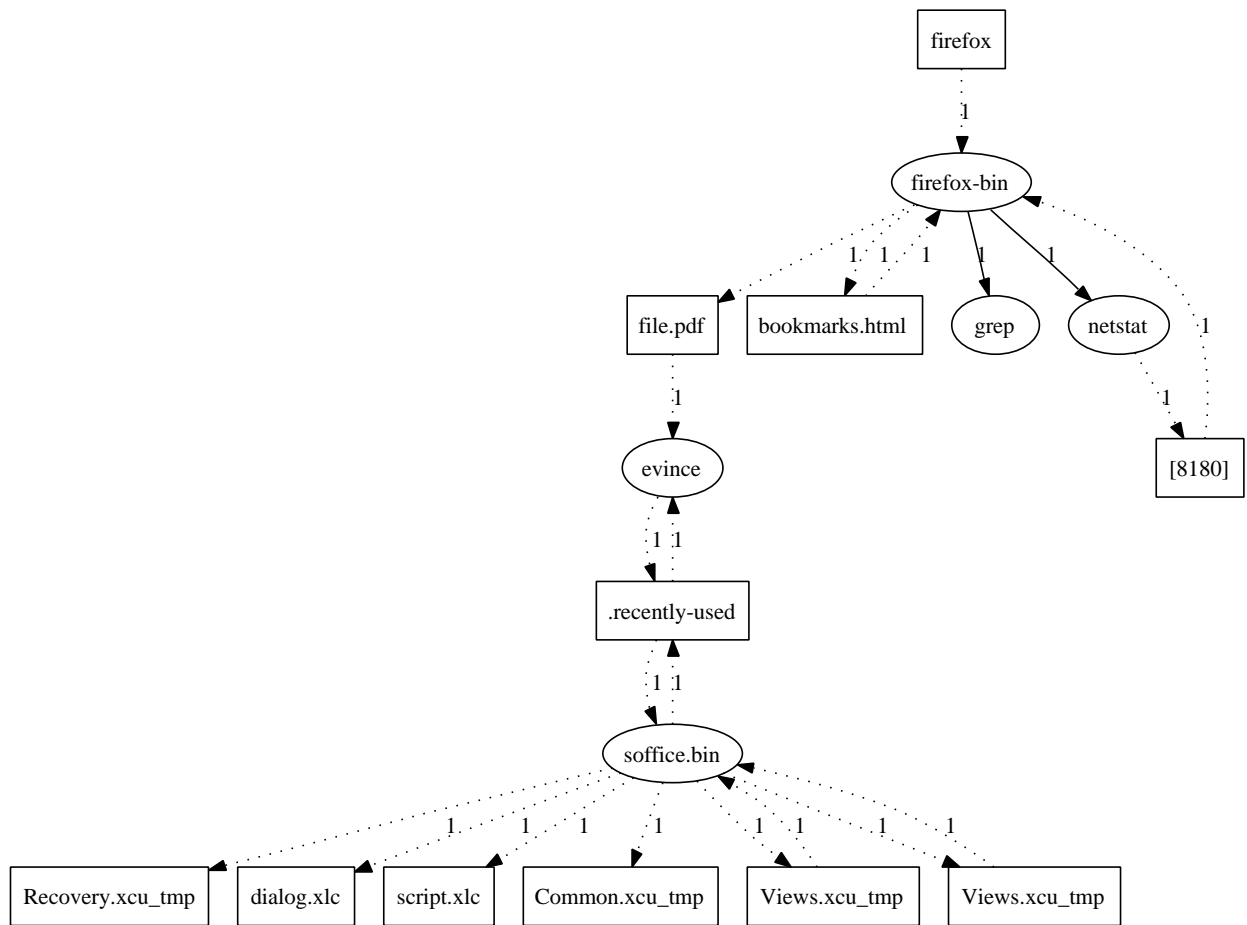 firefox
1
firefox-bin
1 1 1 1 1
file.pdf bookmarks.html grep netstat 1
1 1
evince [8180]
1 1
.recently-used
1 1
soffice.bin
1 1 1 1 1 1 1 1
Recovery.xcu_tmp dialog.xlc script.xlc Common.xcu_tmp Views.xcu_tmp Views.xcu_tmp